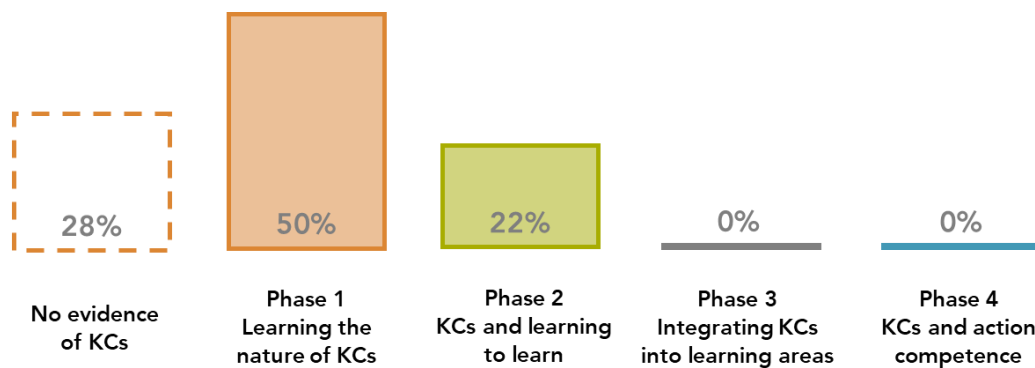 28%
50%
22%
0%
0%
No evidence
of KCs
Phase 1
Learning the
nature of KCs
Phase 2
KCs and learning
to learn
Phase 3
Integrating KCs
into learning areas
Phase 4
KCs and action
competence